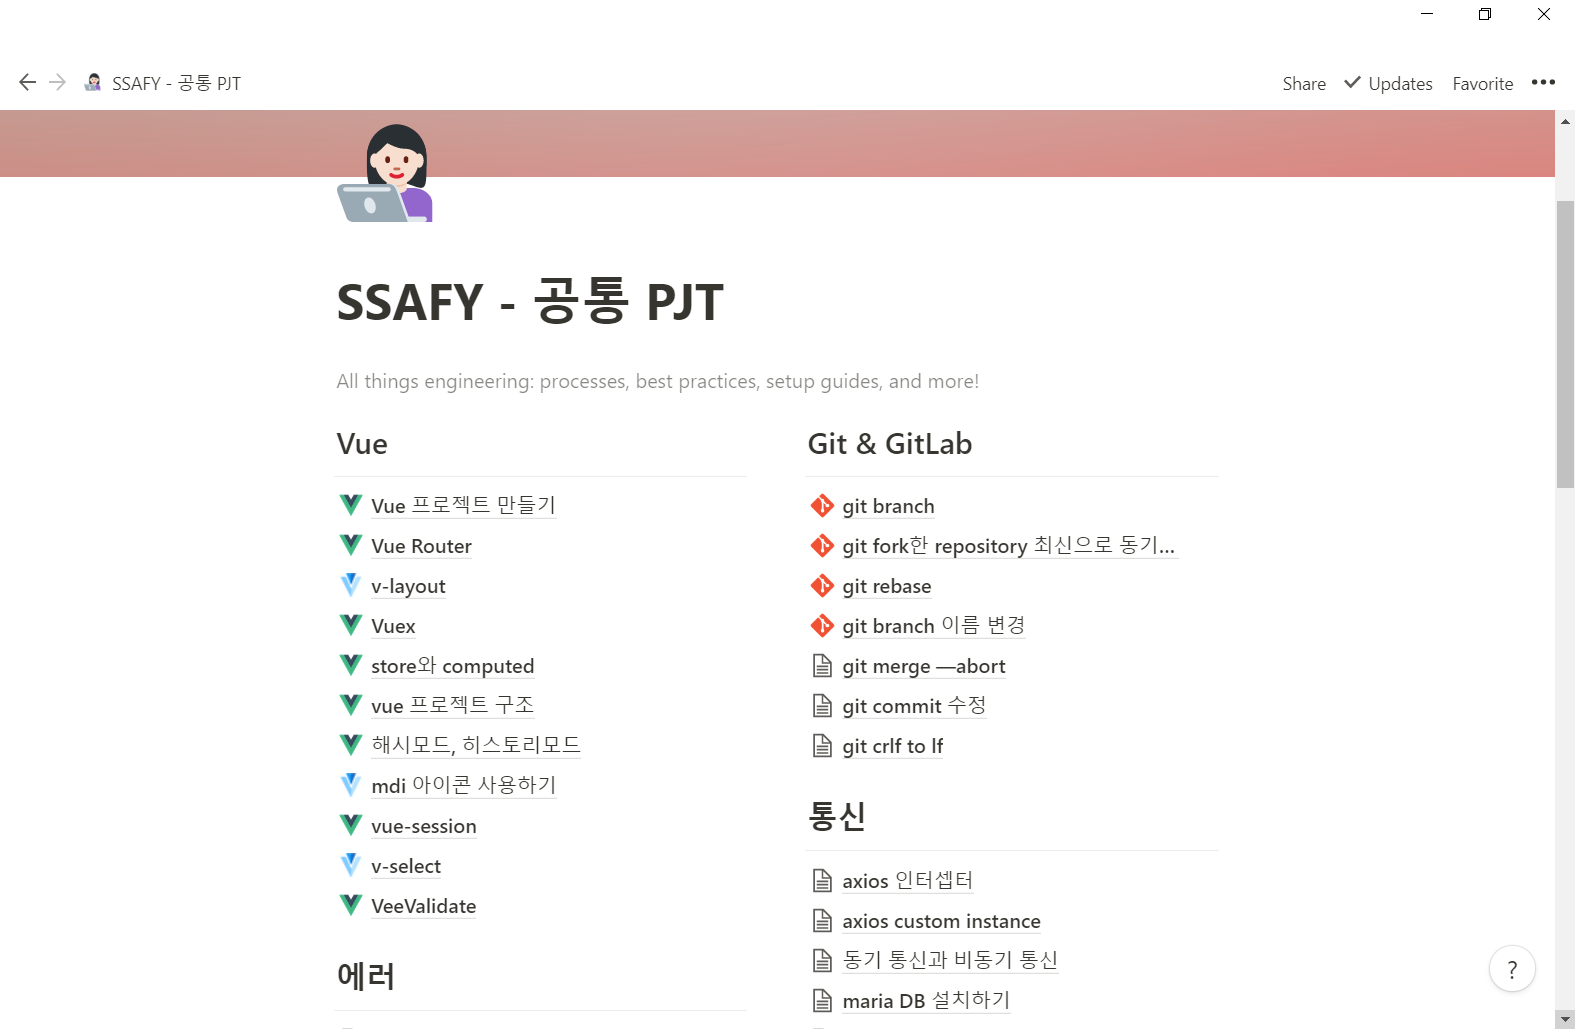 SSAFY - 공통 PJT
Share
Updates
Favorite
SSAFY - 공통 PJT
All things engineering: processes, best practices, setup guides, and more!
Vue
Vue 프로젝트 만들기
Vue Router
v-layout
Vuex
store와 computed
vue 프로젝트 구조
해시모드, 히스토리모드
mdi 아이콘 사용하기
vue-session
v-select
VeeValidate
에러
Git & GitLab
git branch
git fork한 repository 최신으로 동기...
git rebase
git branch 이름 변경
git merge —abort
git commit 수정
git crlf to lf
통신
axios 인터셉터
axios custom instance
동기 통신과 비동기 통신
maria DB 설치하기
?